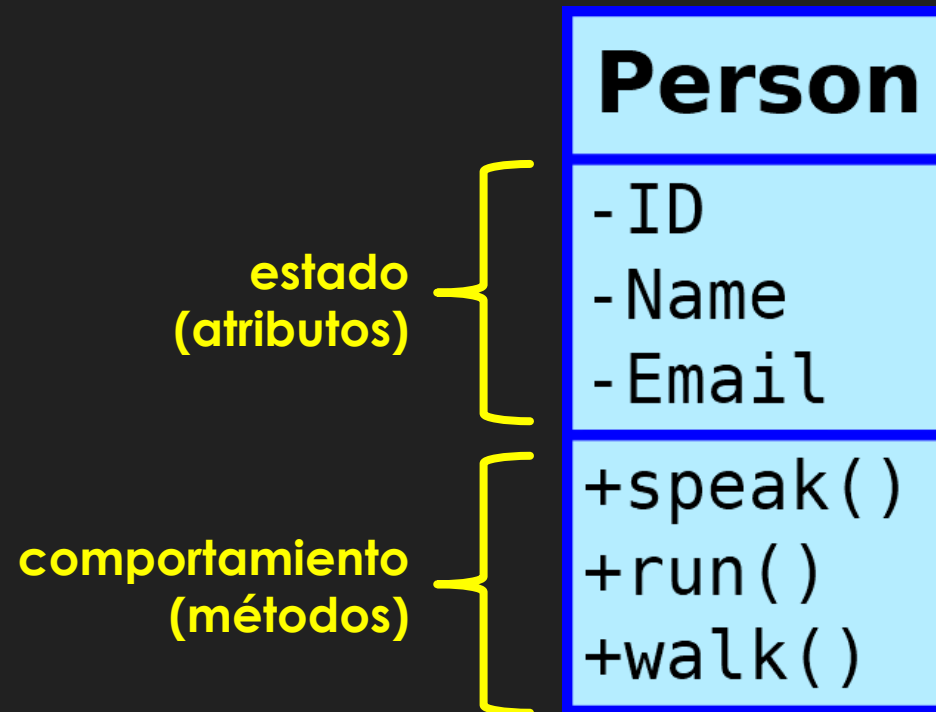 Person
estado
(atributos)
-ID
-Name
-Email
comportamiento
(métodos)
+speak()
+run()
+walk()